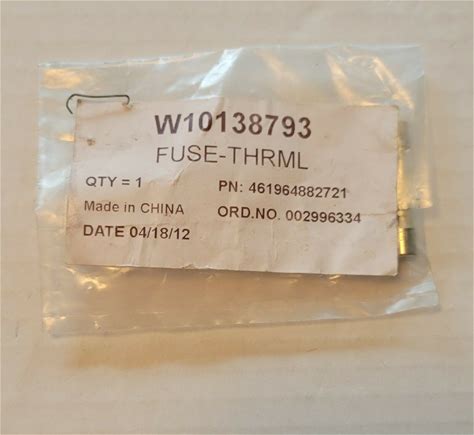 W10138793
FUSE-THRML
QTY = 1 PN: 461964882721
Made in CHINA ORD.NO. 002996334
DATE 04/18/12